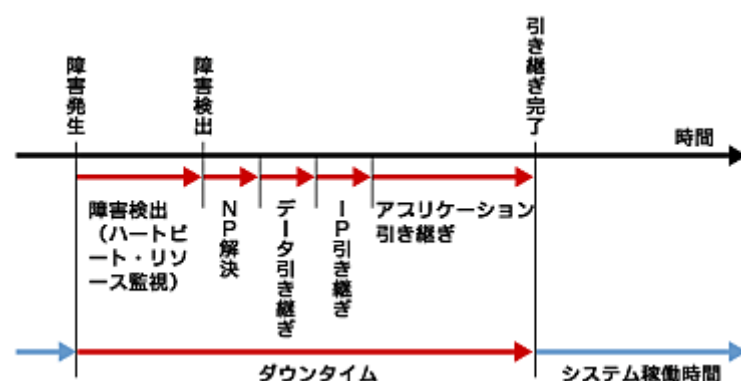 障害発生
障害検出
引き継ぎ完了
時間
障害検出
（ハートビ
ート・リソ
ース監視）
NP解決
データ引き継ぎ
IP引き継ぎ
アプリケーション
引き継ぎ
ダウンタイム
システム稼働時間